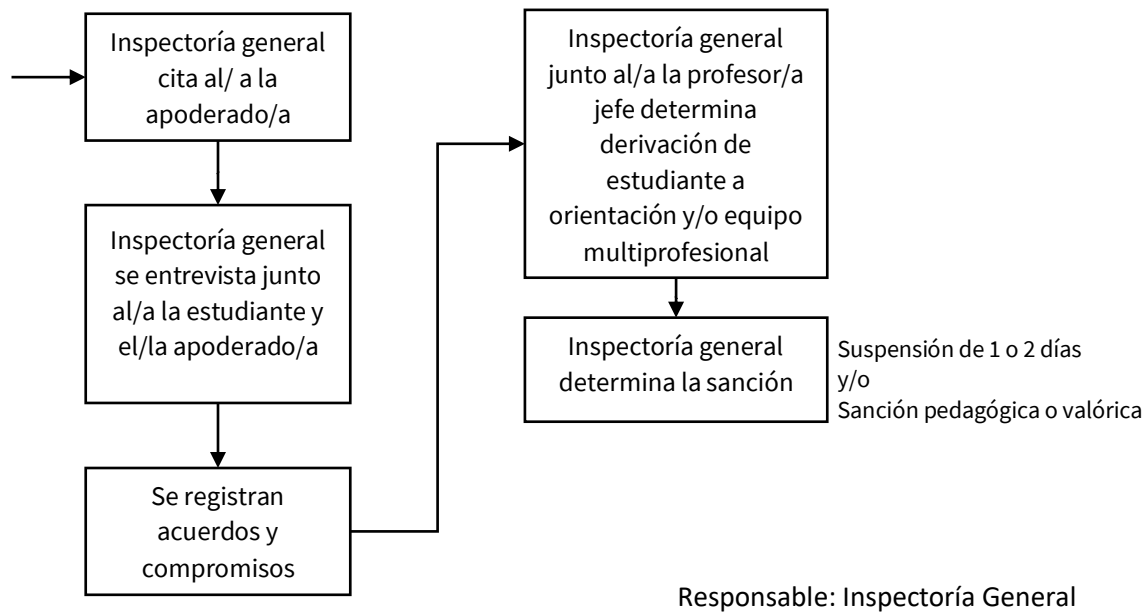 Inspectoría general
cita al/ a la
apoderado/a
Inspectoría general
se entrevista junto
al/a la estudiante y
el/la apoderado/a
Se registran
acuerdos y
compromisos
Inspectoría general
junto al/a la profesor/a
jefe determina
derivación de
estudiante a
orientación y/o equipo
multiprofesional
Inspectoría general
determina la sanción
Suspensión de 1 o 2 días
y/o
Sanción pedagógica o valórica
Responsable: Inspectoría General